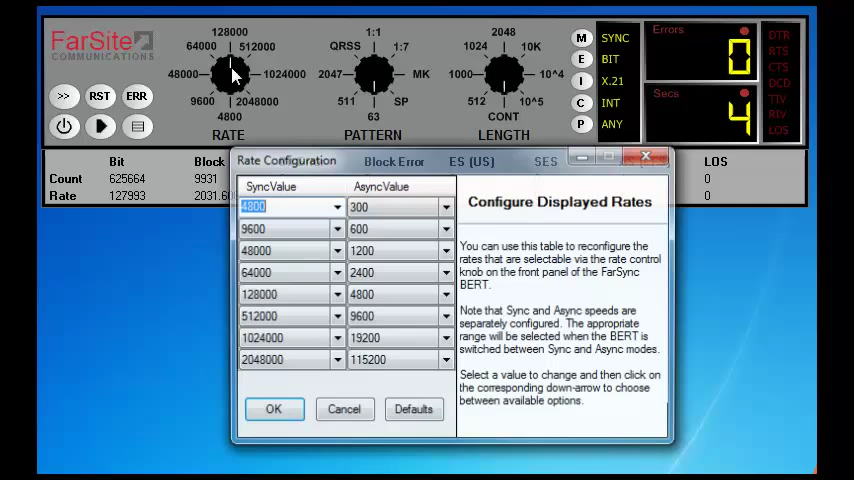 FarSite
COMMUNICATIONS
>> RST ERR
128000
64000 512000
48000 1024000
9600 2048000
4800
RATE
1:1
QRSS 1:7
2047 MK
511 SP
63
PATTERN
2048
1024 10K
1000 10^4
512 10^5
CONT
LENGTH
M SYNC
E BIT
I X.21
C INT
P ANY
Errors
0
Secs
4
DTR
RTS
CTS
DCD
TTV
RIV
LOS
Bit Block Block Error ES (US) SES LOS
Count 625664 9931 0
Rate 127993 2031.60 0
Rate Configuration
SyncValue AsyncValue
4800 300
9600 600
48000 1200
64000 2400
128000 4800
512000 9600
1024000 19200
2048000 115200
OK Cancel Defaults
Configure Displayed Rates
You can use this table to reconfigure the
rates that are selectable via the rate control
knob on the front panel of the FarSync
BERT.
Note that Sync and Async speeds are
separately configured. The appropriate
range will be selected when the BERT is
switched between Sync and Async modes.
Select a value to change and then click on
the corresponding down-arrow to choose
between available options.